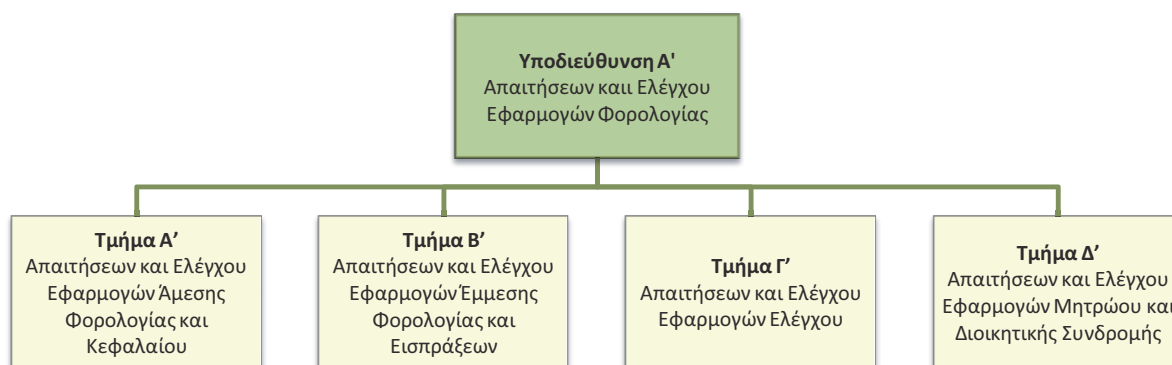 Υποδιεύθυνση Α'
Απαιτήσεων καιι Ελέγχου
Εφαρμογών Φορολογίας
Τμήμα Α’
Απαιτήσεων και Ελέγχου
Εφαρμογών Άμεσης
Φορολογίας και
Κεφαλαίου
Τμήμα Β’
Απαιτήσεων και Ελέγχου
Εφαρμογών Έμμεσης
Φορολογίας και
Εισπράξεων
Τμήμα Γ’
Απαιτήσεων και Ελέγχου
Εφαρμογών Ελέγχου
Τμήμα Δ’
Απαιτήσεων και Ελέγχου
Εφαρμογών Μητρώου και
Διοικητικής Συνδρομής